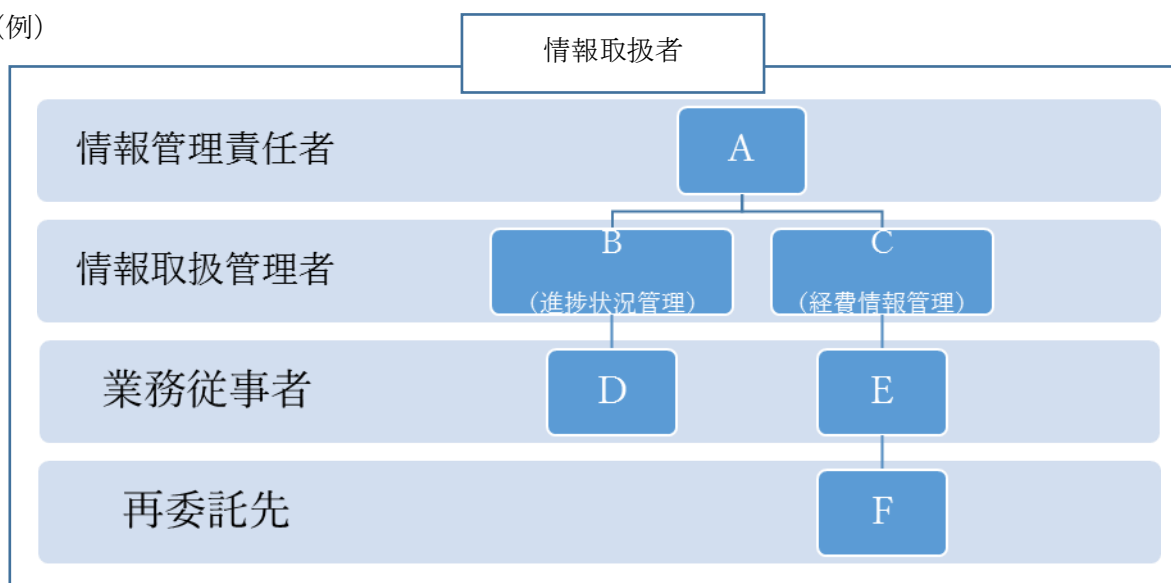 (例)
情報取扱者
情報管理責任者
A
情報取扱管理者
B
(進捗状況管理)
C
(経費情報管理)
業務従事者
D
E
再委託先
F